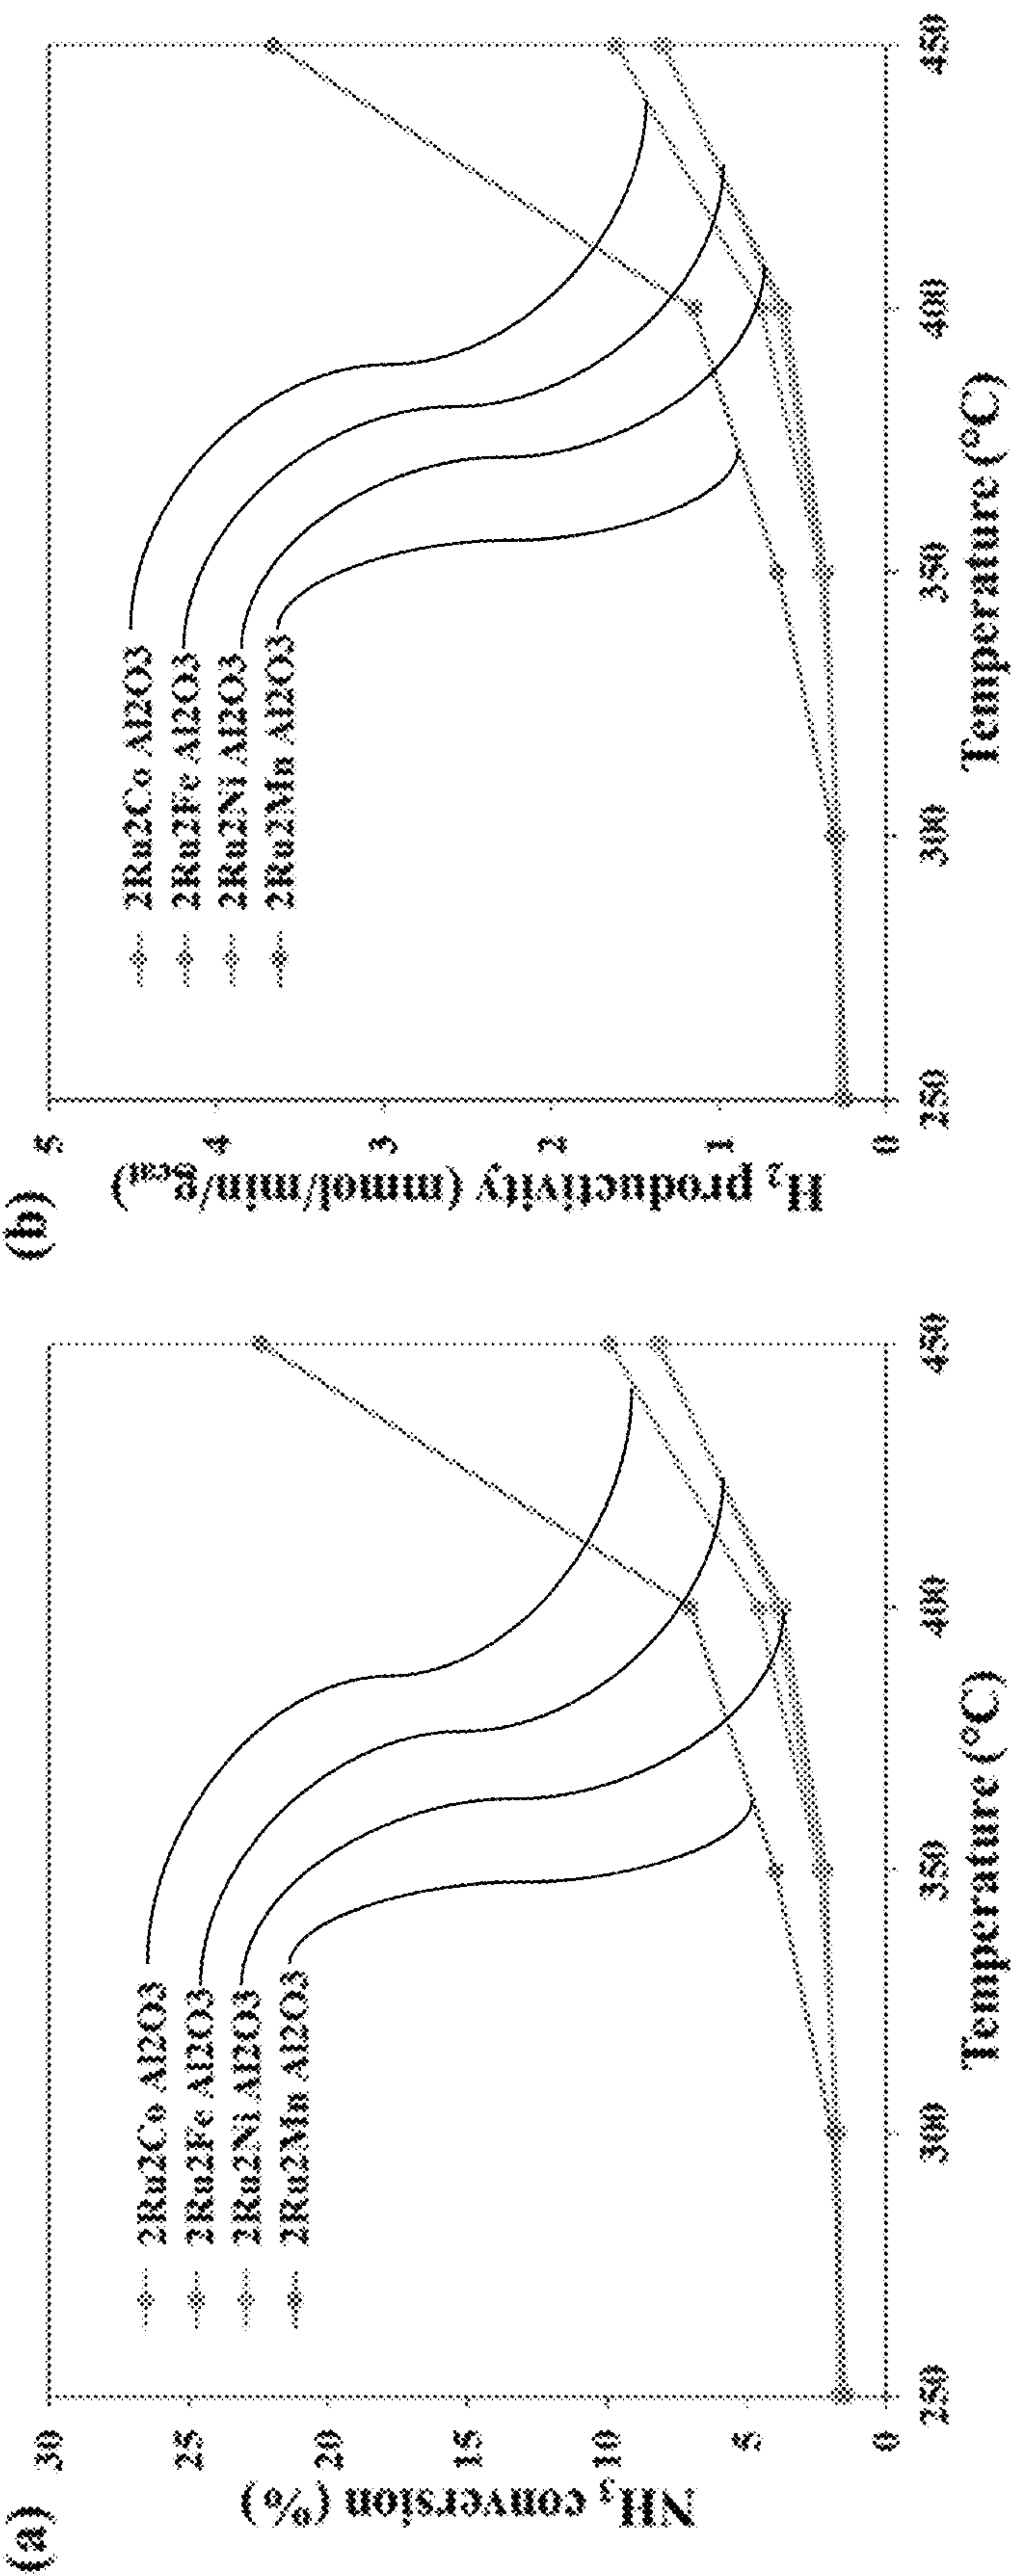 (a)
NH₃ conversion (%)
30
25
20
15
10
5
0
2Ru2Co Al2O3
2Ru2Fe Al2O3
2Ru2Ni Al2O3
2Ru2Mn Al2O3
250
300
350
400
450
Temperature (°C)
(b)
H₂ productivity (mmol/min/gcat)
5
4
3
2
1
0
2Ru2Co Al2O3
2Ru2Fe Al2O3
2Ru2Ni Al2O3
2Ru2Mn Al2O3
250
300
350
400
450
Temperature (°C)